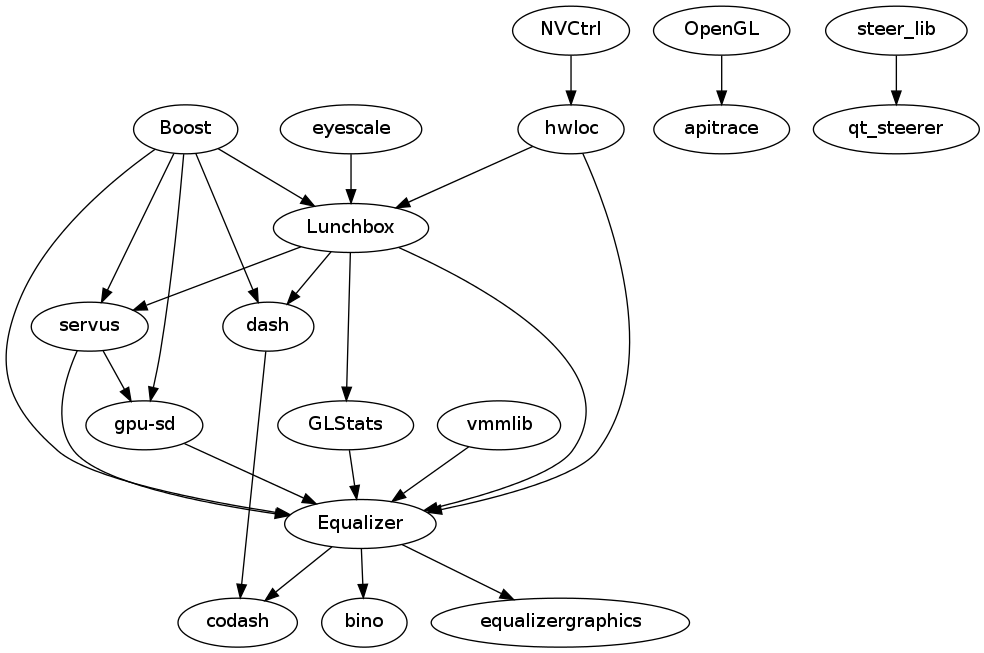 NVCtrl
OpenGL
steer_lib
Boost
eyescale
hwloc
apitrace
qt_steerer
Lunchbox
servus
dash
gpu-sd
GLStats
vmmlib
Equalizer
codash
bino
equalizergraphics